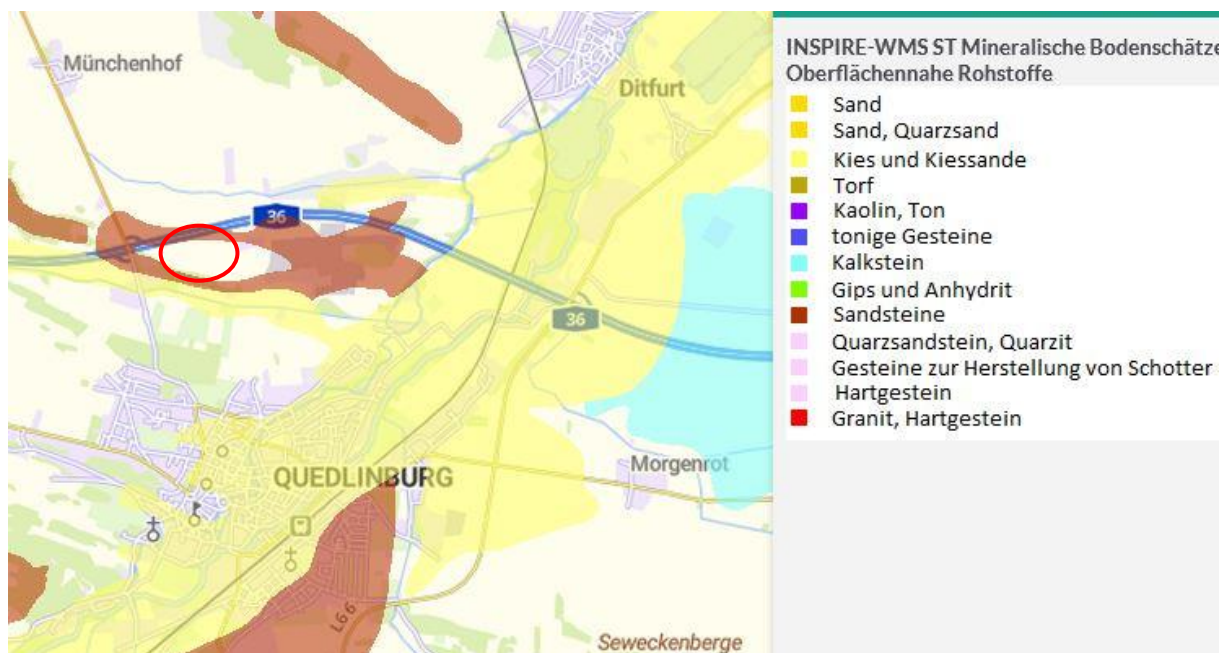 Münchenhof
Ditfurt
36
36
QUEDLINBURG
Morgenrot
L66
Seweckenberge
INSPIRE-WMS ST Mineralische Bodenschätze
Oberflächennahe Rohstoffe
Sand
Sand, Quarzsand
Kies und Kiessande
Torf
Kaolin, Ton
tonige Gesteine
Kalkstein
Gips und Anhydrit
Sandsteine
Quarzsandstein, Quarzit
Gesteine zur Herstellung von Schotter
Hartgestein
Granit, Hartgestein